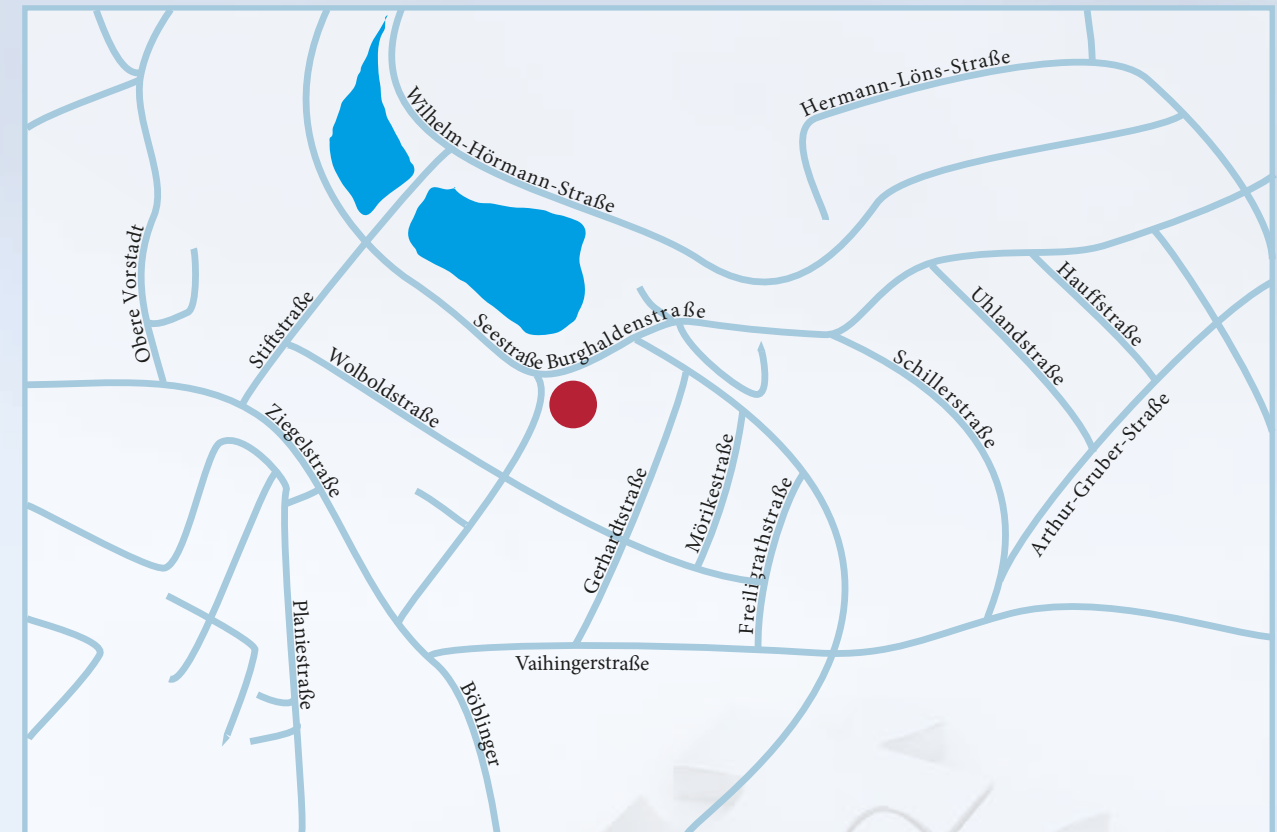 Hermann-Löns-Straße
Wilhelm-Hörmann-Straße
Obere Vorstadt
Stiftstraße
Seestraße
Burghaldenstraße
Hauffstraße
Uhlandstraße
Wolboldstraße
Schillerstraße
Ziegelstraße
Arthur-Gruber-Straße
Gerhardtstraße
Mörikestraße
Freiligrathstraße
Planiestraße
Vaihingerstraße
Böblinger